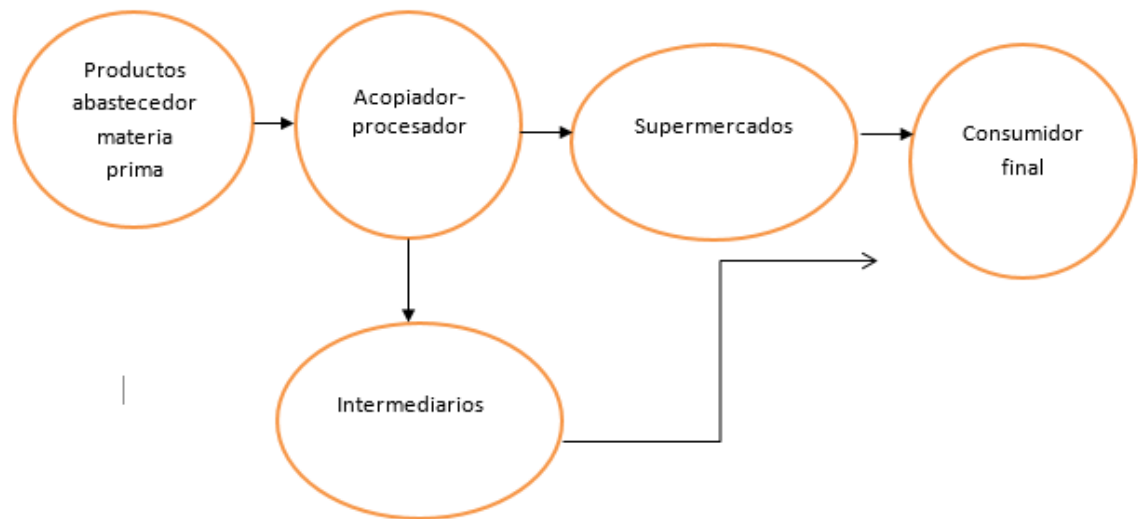 Productos
abastecedor
materia
prima
Acopiador-
procesador
Supermercados
Consumidor
final
Intermediarios